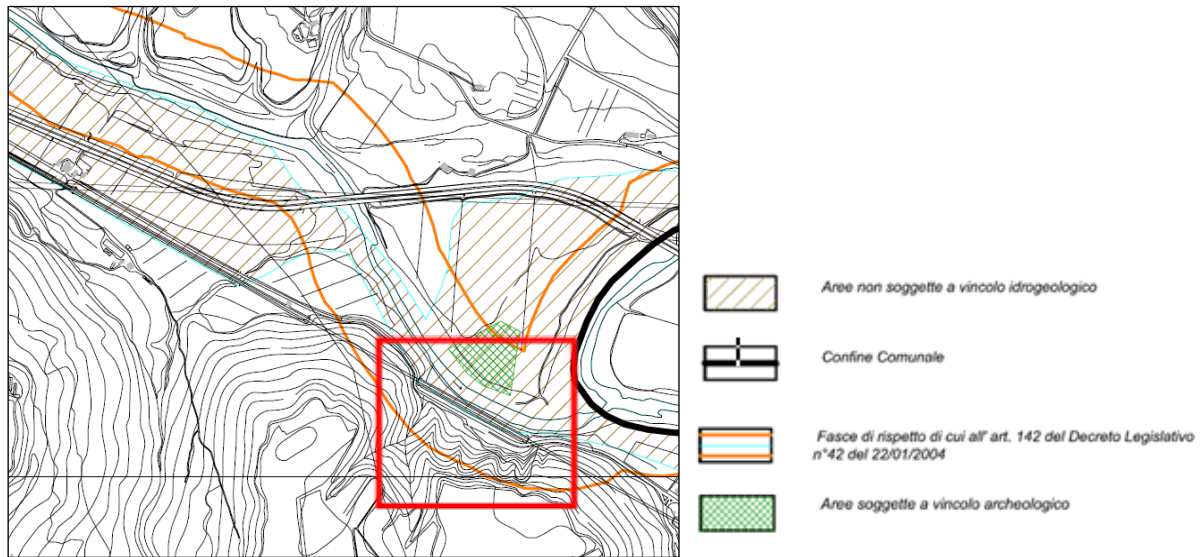 Aree non soggette a vincolo idrogeologico
Confine Comunale
Fasce di rispetto di cui all' art. 142 del Decreto Legislativo
n°42 del 22/01/2004
Aree soggette a vincolo archeologico